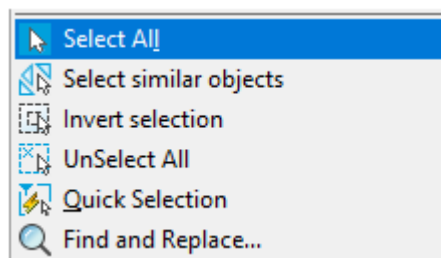 Select All
Select similar objects
Invert selection
UnSelect All
Quick Selection
Find and Replace...